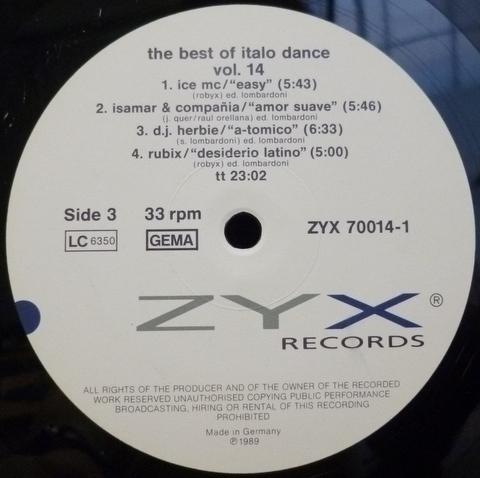 the best of italo dance
vol. 14
1. ice mc/“easy” (5:43)
(robyx) ed. lombardoni
2. isamar & compañia/“amor suave” (5:46)
(j. quer/raul orellana) ed. lombardoni
3. d.j. herbie/“a-tomico” (6:33)
(s. lombardoni) ed. lombardoni
4. rubix/“desiderio latino” (5:00)
(robyx) ed. lombardoni
tt 23:02
Side 3 33 rpm
LC 6350 GEMA ZYX 70014-1
ZYX ®
RECORDS
ALL RIGHTS OF THE PRODUCER AND OF THE OWNER OF THE RECORDED
WORK RESERVED UNAUTHORISED COPYING PUBLIC PERFORMANCE
BROADCASTING, HIRING OR RENTAL OF THIS RECORDING
PROHIBITED
Made in Germany
℗1989